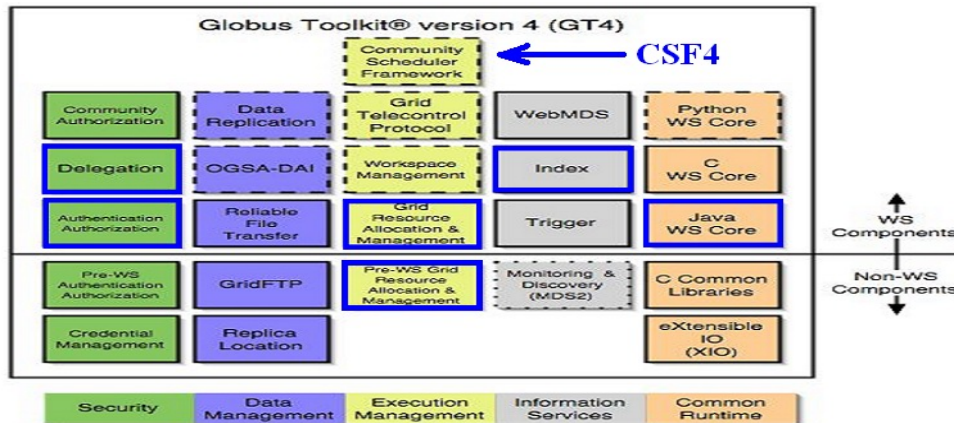 Globus Toolkit® version 4 (GT4)
Community
Scheduler
Framework
CSF4
Community
Authorization
Data
Replication
Grid
Telecontrol
Protocol
WebMDS
Python
WS Core
Delegation
OGSA-DAI
Workspace
Management
Index
C
WS Core
Authentication
Authorization
Reliable
File
Transfer
Grid
Resource
Allocation &
Management
Trigger
Java
WS Core
WS
Components
Pre-WS
Authentication
Authorization
GridFTP
Pre-WS Grid
Resource
Allocation &
Management
Monitoring &
Discovery
(MDS2)
C Common
Libraries
Non-WS
Components
Credential
Management
Replica
Location
eXtensible
IO
(XIO)
Security
Data
Management
Execution
Management
Information
Services
Common
Runtime